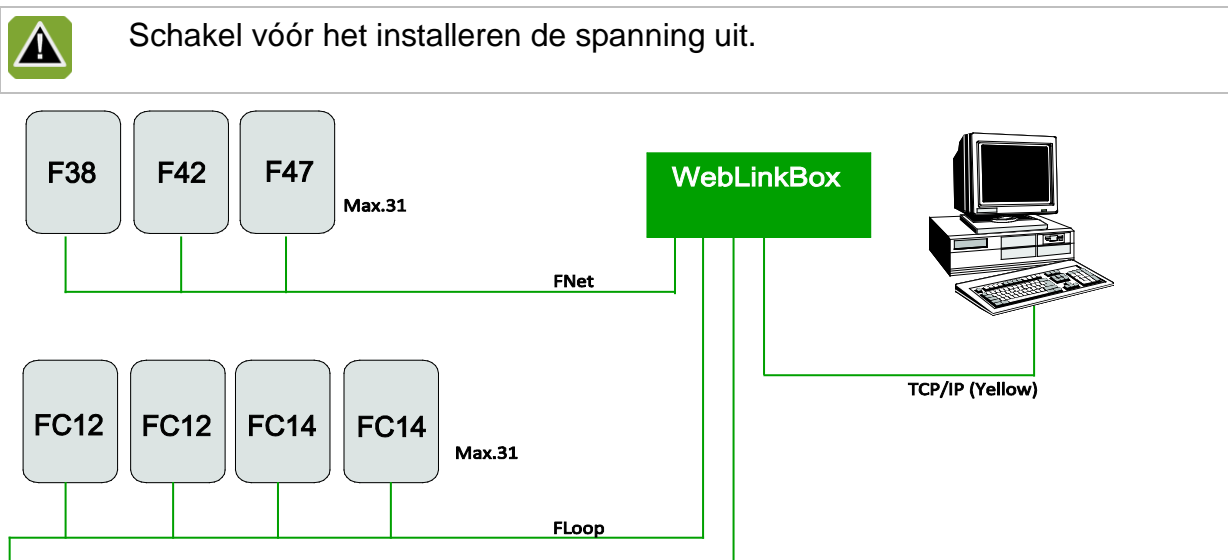 Schakel vóór het installeren de spanning uit.
F38
F42
F47
Max.31
WebLinkBox
FNet
TCP/IP (Yellow)
FC12
FC12
FC14
FC14
Max.31
FLoop